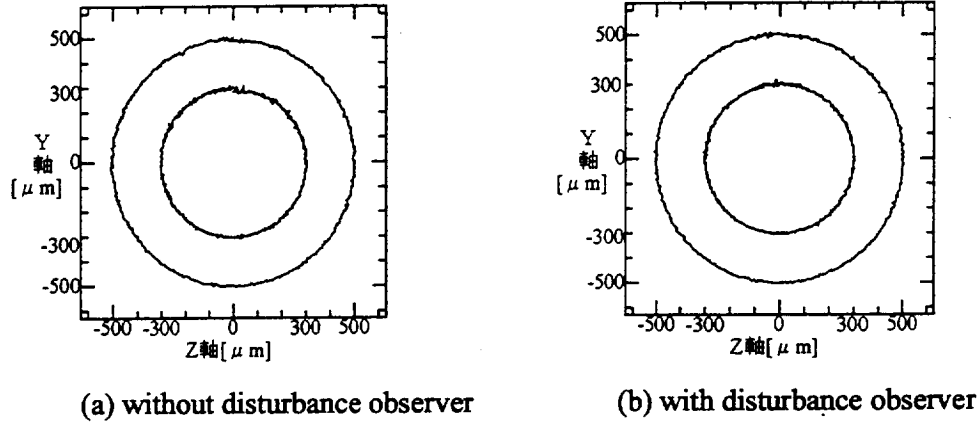 500
300
Y
軸
0
[μm]
-300
-500
-500 -300 0 300 500
Z軸[μm]
(a) without disturbance observer
500
300
Y
軸
0
[μm]
-300
-500
-500 -300 0 300 500
Z軸[μm]
(b) with disturbance observer